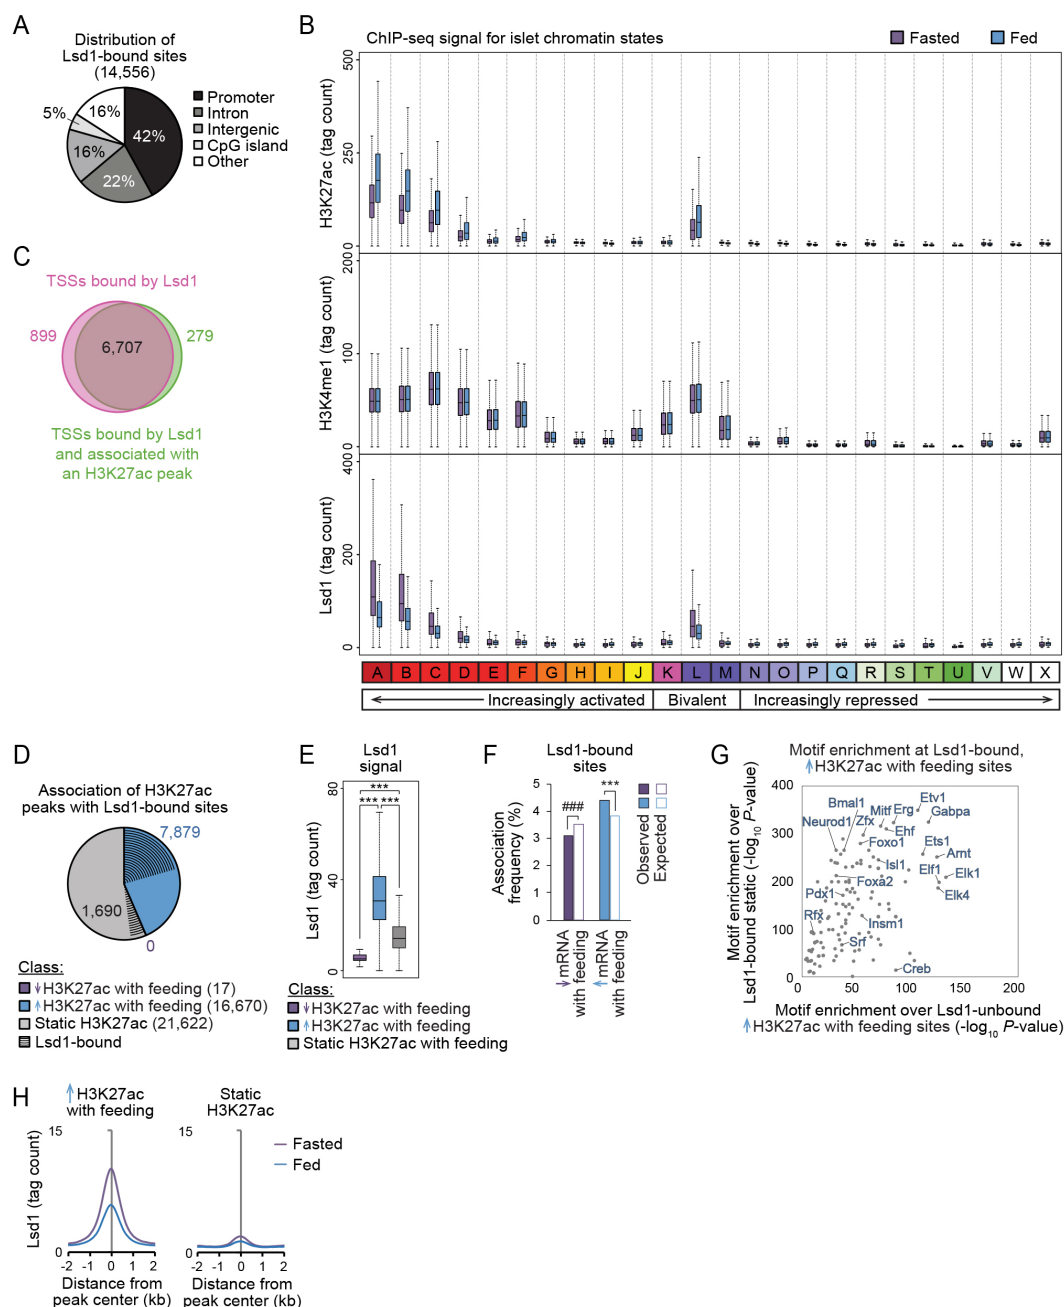 A
Distribution of
Lsd1-bound sites
(14,556)
5%
16%
42%
16%
22%
Promoter
Intron
Intergenic
CpG island
Other
B
ChIP-seq signal for islet chromatin states
Fasted
Fed
H3K27ac (tag count)
500
250
0
H3K4me1 (tag count)
200
100
0
Lsd1 (tag count)
400
200
0
A B C D E F G H I J K L M N O P Q R S T U V W X
Increasingly activated
Bivalent
Increasingly repressed
C
TSSs bound by Lsd1
899
6,707
279
TSSs bound by Lsd1
and associated with
an H3K27ac peak
D
Association of H3K27ac
peaks with Lsd1-bound sites
7,879
1,690
0
Class:
↓H3K27ac with feeding (17)
↑H3K27ac with feeding (16,670)
Static H3K27ac (21,622)
Lsd1-bound
E
Lsd1
signal
Lsd1 (tag count)
80
40
0
***
*** ***
Class:
↓H3K27ac with feeding
↑H3K27ac with feeding
Static H3K27ac with feeding
F
Lsd1-bound
sites
Association
frequency (%)
5
4
3
2
1
0
###
***
Observed
Expected
↓mRNA
with feeding
↑mRNA
with feeding
G
Motif enrichment at Lsd1-bound,
↑H3K27ac with feeding sites
Motif enrichment over
Lsd1-bound static (-log10 P-value)
400
300
200
100
0
Etv1
Bmal1
Mitf
Erg
Gabpa
Neurod1
Zfx
Ehf
Foxo1
Ets1
Isl1
Arnt
Elf1
Elk1
Foxa2
Elk4
Pdx1
Rfx
Insm1
Srf
Creb
0 50 100 150 200
Motif enrichment over Lsd1-unbound
↑H3K27ac with feeding sites (-log10 P-value)
H
↑H3K27ac
with feeding
Static
H3K27ac
Lsd1 (tag count)
15
0
15
0
Fasted
Fed
-2 -1 0 1 2
-2 -1 0 1 2
Distance from
peak center (kb)
Distance from
peak center (kb)